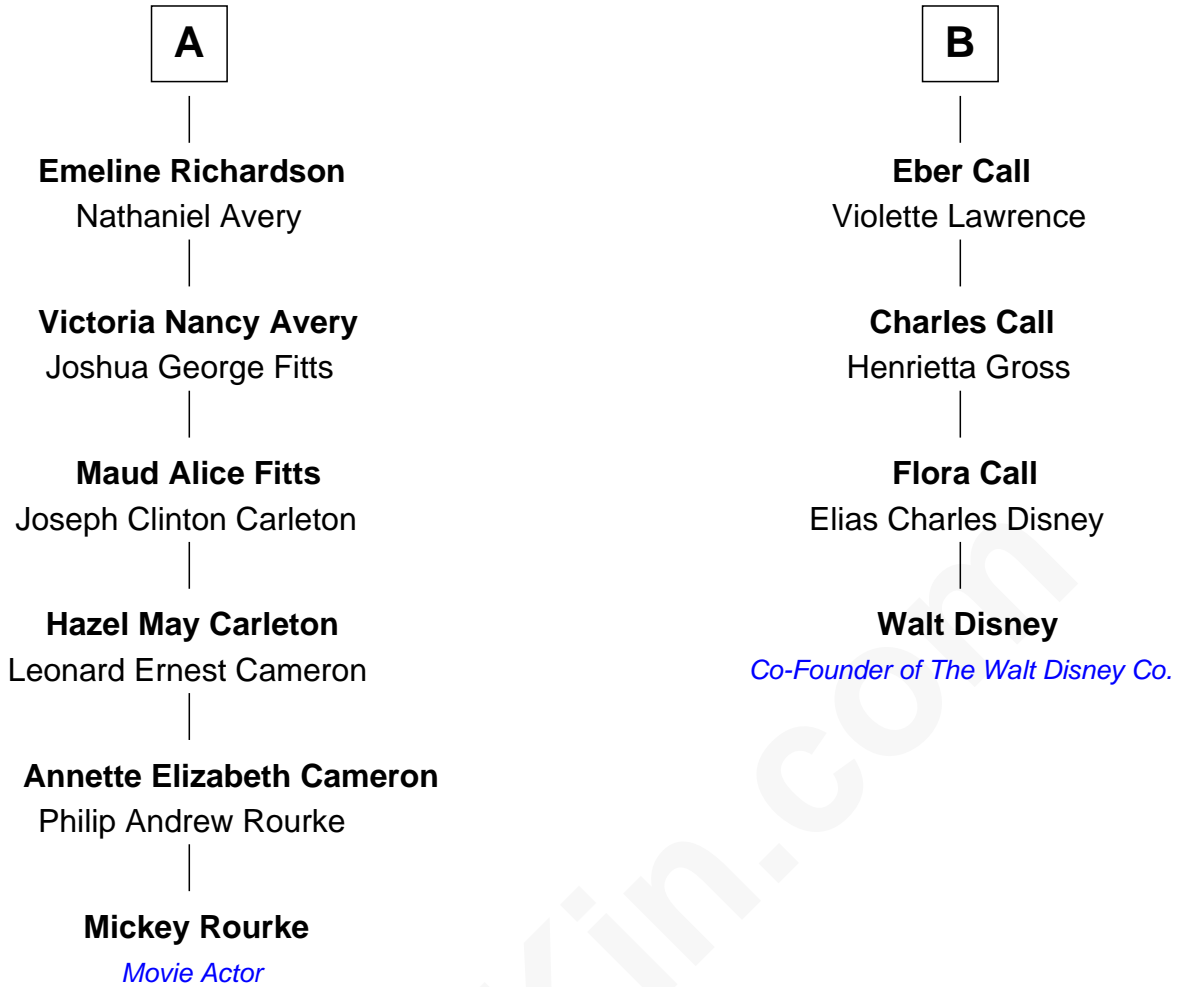 A
Emeline Richardson
Nathaniel Avery
Victoria Nancy Avery
Joshua George Fitts
Maud Alice Fitts
Joseph Clinton Carleton
Hazel May Carleton
Leonard Ernest Cameron
Annette Elizabeth Cameron
Philip Andrew Rourke
Mickey Rourke
Movie Actor
B
Eber Call
Violette Lawrence
Charles Call
Henrietta Gross
Flora Call
Elias Charles Disney
Walt Disney
Co-Founder of The Walt Disney Co.
in.com